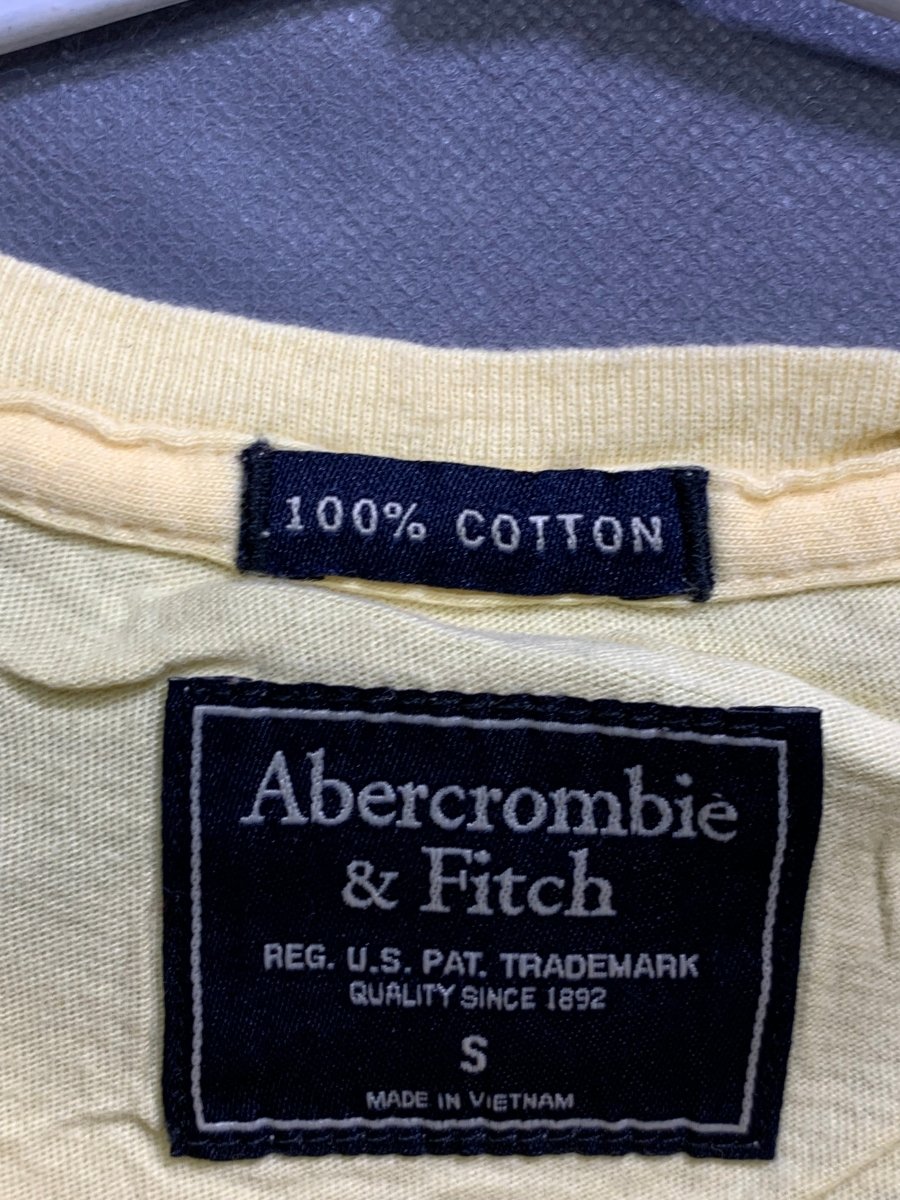 100% COTTON
Abercrombie
& Fitch
REG. U.S. PAT. TRADEMARK
QUALITY SINCE 1892
S
MADE IN VIETNAM